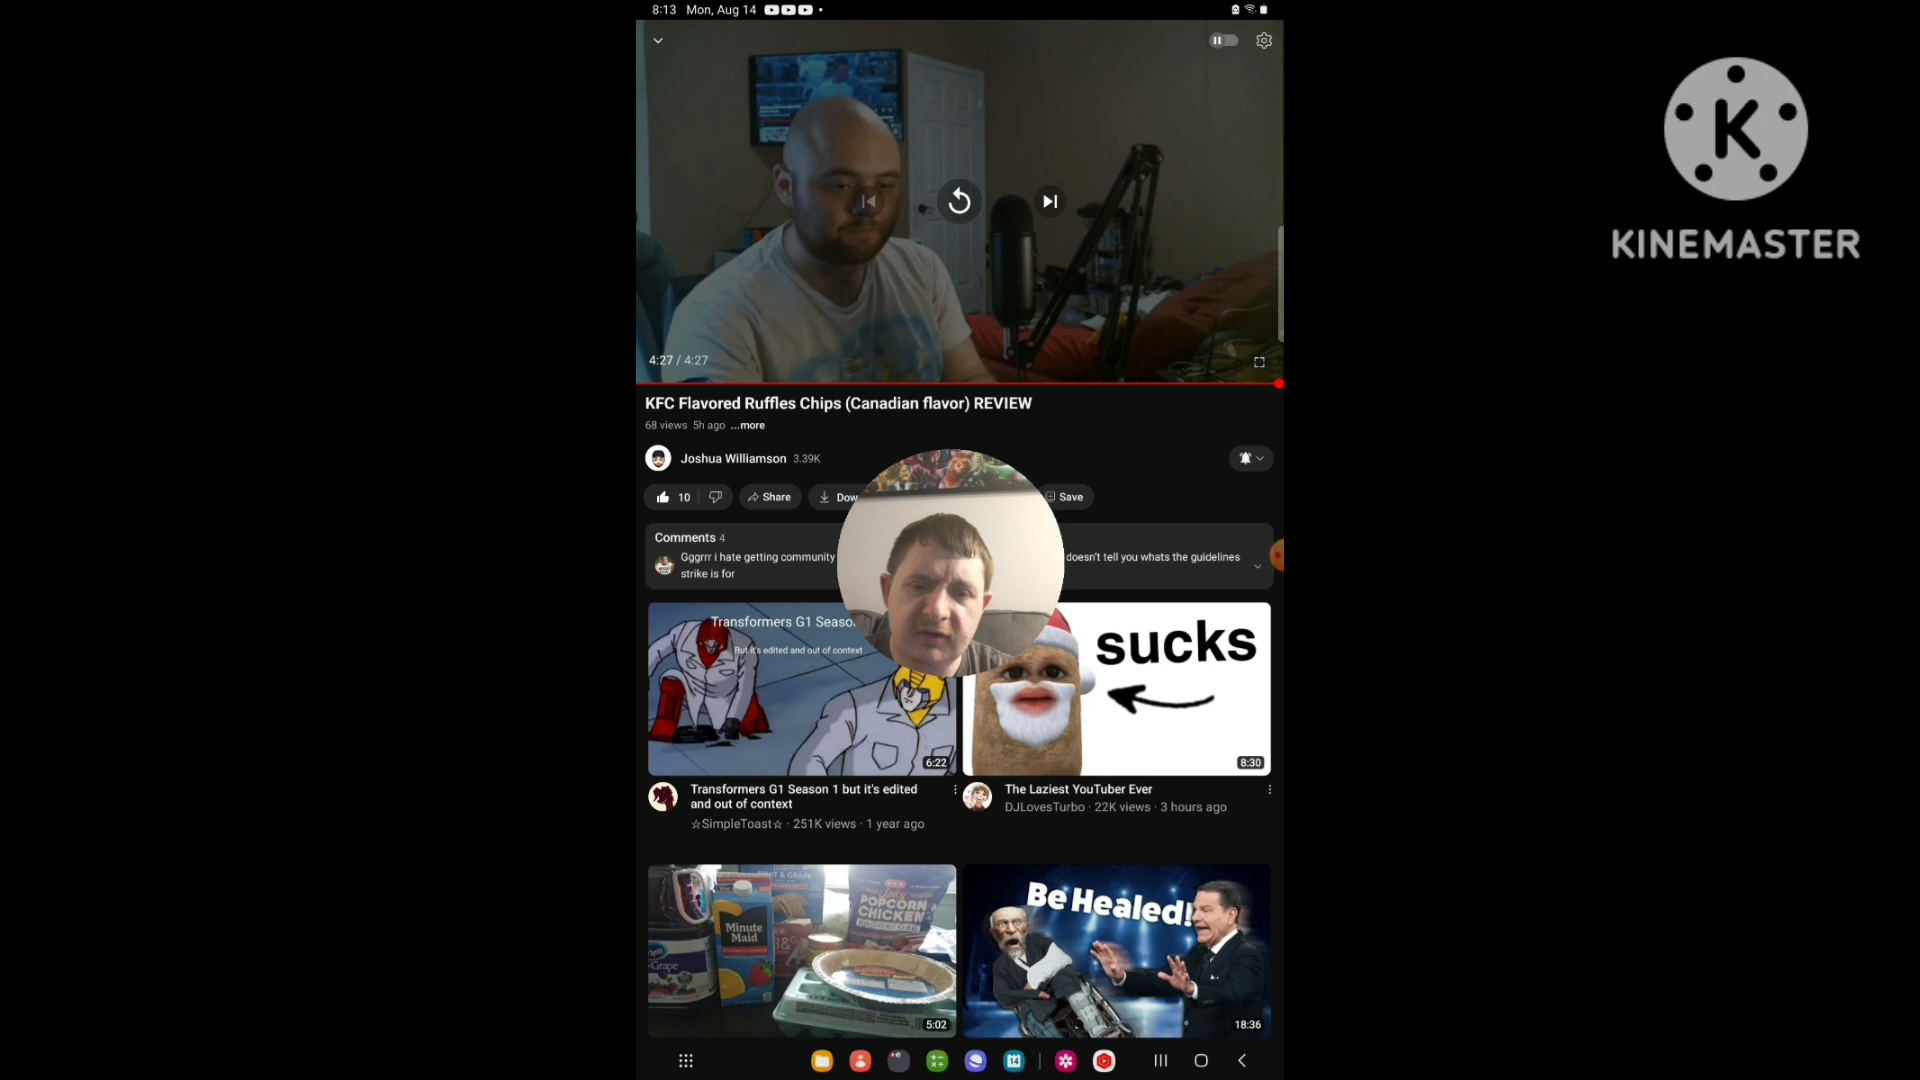 8:13 Mon, Aug 14
K
KINEMASTER
4:27 / 4:27
KFC Flavored Ruffles Chips (Canadian flavor) REVIEW
68 views 5h ago ...more
Joshua Williamson 3.39K
10 Share Dow Save
Comments 4
Gggrrr i hate getting community doesn't tell you whats the guidelines
strike is for
Transformers G1 Seaso
But it's edited and out of context
6:22
sucks
8:30
Transformers G1 Season 1 but it's edited
and out of context
☆SimpleToast☆ · 251K views · 1 year ago
The Laziest YouTuber Ever
DJLovesTurbo · 22K views · 3 hours ago
Minute
Maid
Grape
Spicy
POPCORN
CHICKEN
5:02
Be Healed!
18:36
14